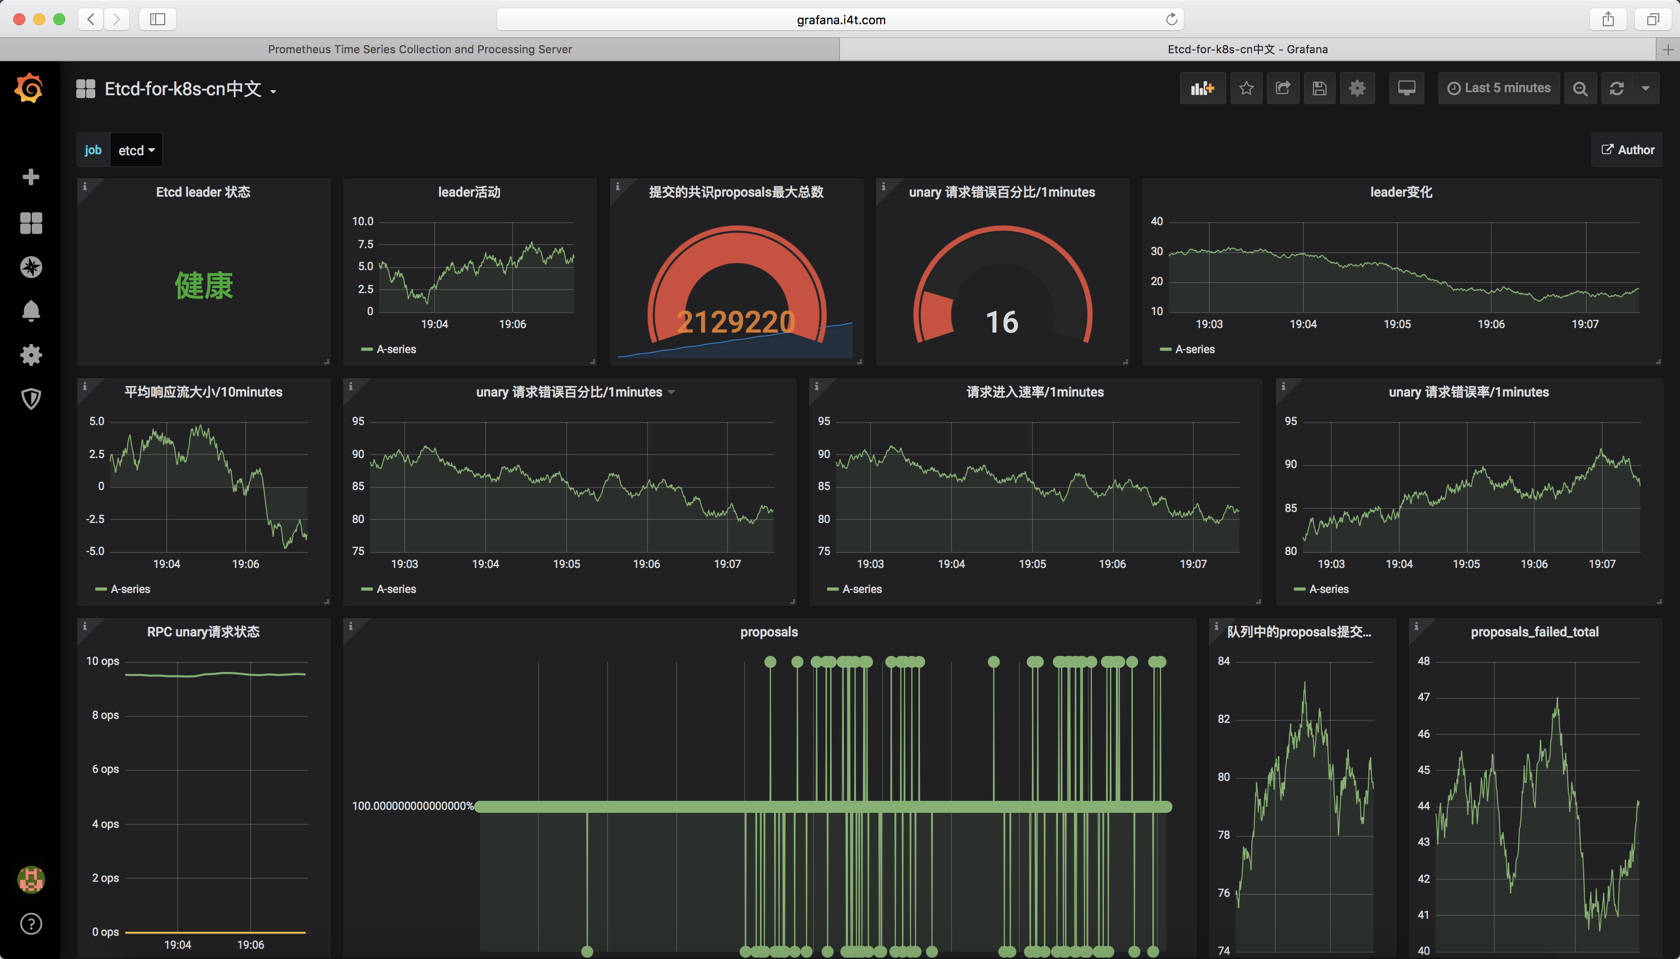 grafana.i4t.com
Prometheus Time Series Collection and Processing Server
Etcd-for-k8s-cn中文 - Grafana
Etcd-for-k8s-cn中文
Last 5 minutes
job etcd
Author
Etcd leader 状态
健康
leader活动
10.0
7.5
5.0
2.5
0
19:04 19:06
A-series
提交的共识proposals最大总数
2129220
unary 请求错误百分比/1minutes
16
leader变化
40
30
20
10
19:03 19:04 19:05 19:06 19:07
A-series
平均响应流大小/10minutes
5.0
2.5
0
-2.5
-5.0
19:04 19:06
A-series
unary 请求错误百分比/1minutes
95
90
85
80
75
19:03 19:04 19:05 19:06 19:07
A-series
请求进入速率/1minutes
95
90
85
80
75
19:03 19:04 19:05 19:06 19:07
A-series
unary 请求错误率/1minutes
95
90
85
80
19:03 19:04 19:05 19:06 19:07
A-series
RPC unary请求状态
10 ops
8 ops
6 ops
4 ops
2 ops
0 ops
19:04 19:06
proposals
100.000000000000000%
队列中的proposals提交...
84
82
80
78
76
74
proposals_failed_total
48
47
46
45
44
43
42
41
40